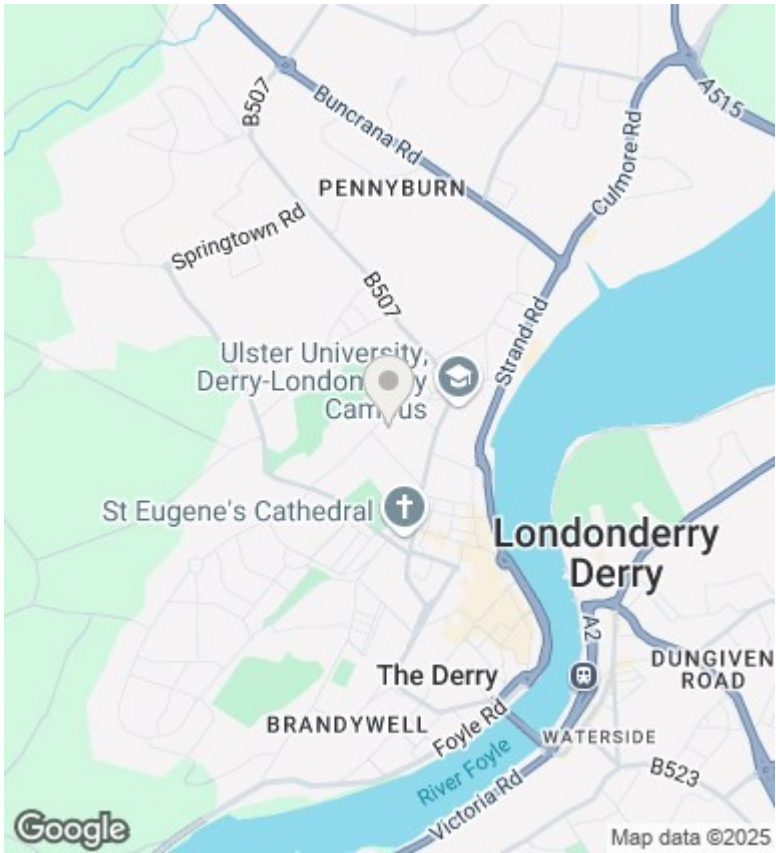 A515
B507
Buncrana Rd
Culmore Rd
PENNYBURN
Springtown Rd
B507
Strand Rd
Ulster University,
Derry-Londonderry
Campus
St Eugene's Cathedral
Londonderry
Derry
A2
DUNGIVEN
ROAD
The Derry
BRANDYWELL
Foyle Rd
WATERSIDE
River Foyle
B523
Victoria Rd
Google
Map data ©2025